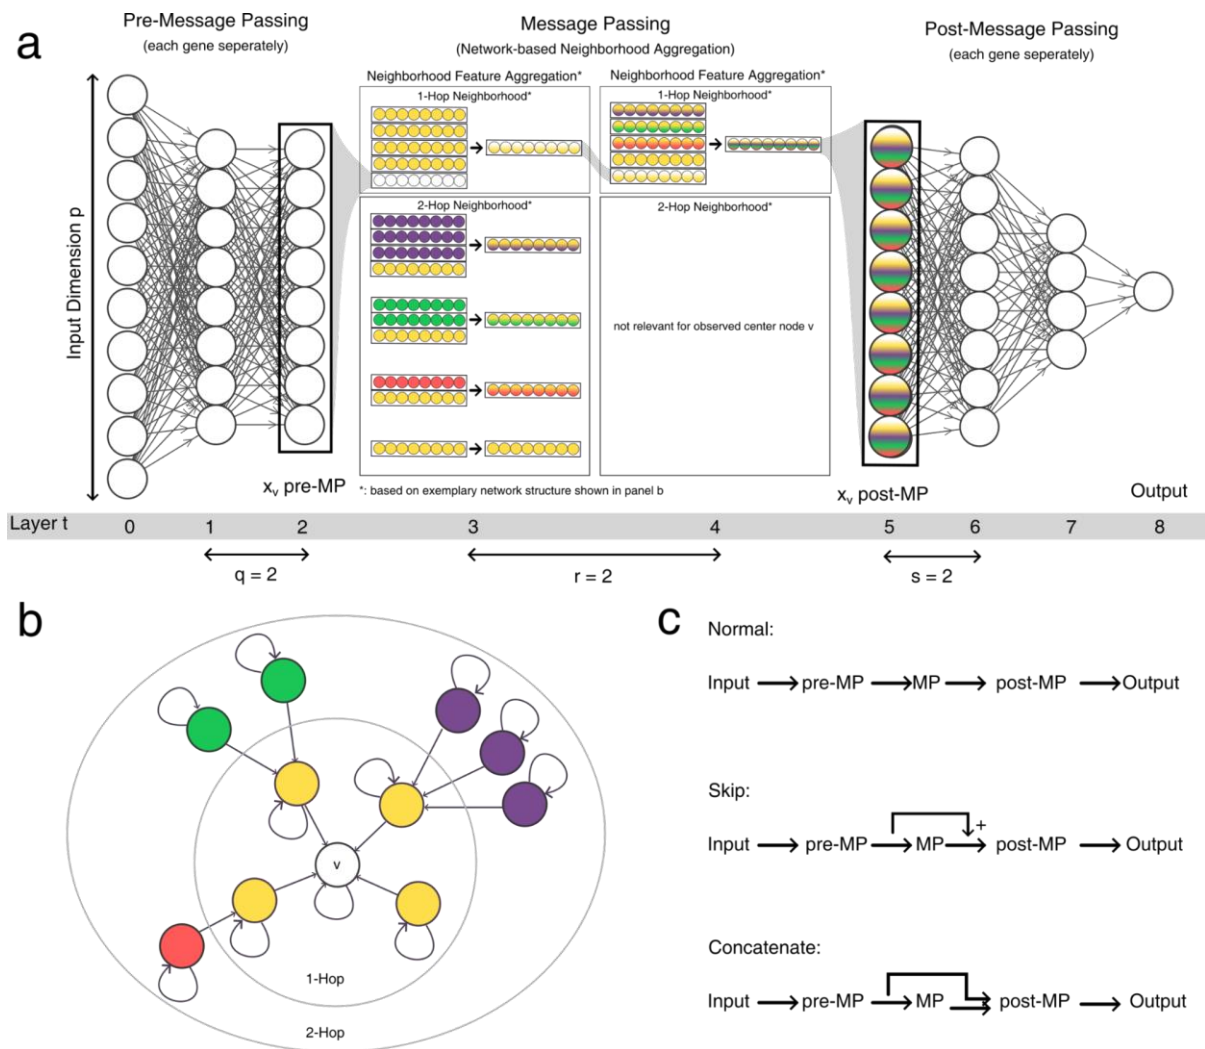 a
Pre-Message Passing
(each gene seperately)
Message Passing
(Network-based Neighborhood Aggregation)
Post-Message Passing
(each gene seperately)
Neighborhood Feature Aggregation*
Neighborhood Feature Aggregation*
1-Hop Neighborhood*
1-Hop Neighborhood*
2-Hop Neighborhood*
2-Hop Neighborhood*
not relevant for observed center node v
Input Dimension p
xᵥ pre-MP
*: based on exemplary network structure shown in panel b
xᵥ post-MP
Output
Layer t 0 1 2 3 4 5 6 7 8
q = 2
r = 2
s = 2
b
v
1-Hop
2-Hop
c
Normal:
Input pre-MP MP post-MP Output
Skip:
+
Input pre-MP MP post-MP Output
Concatenate:
Input pre-MP MP post-MP Output